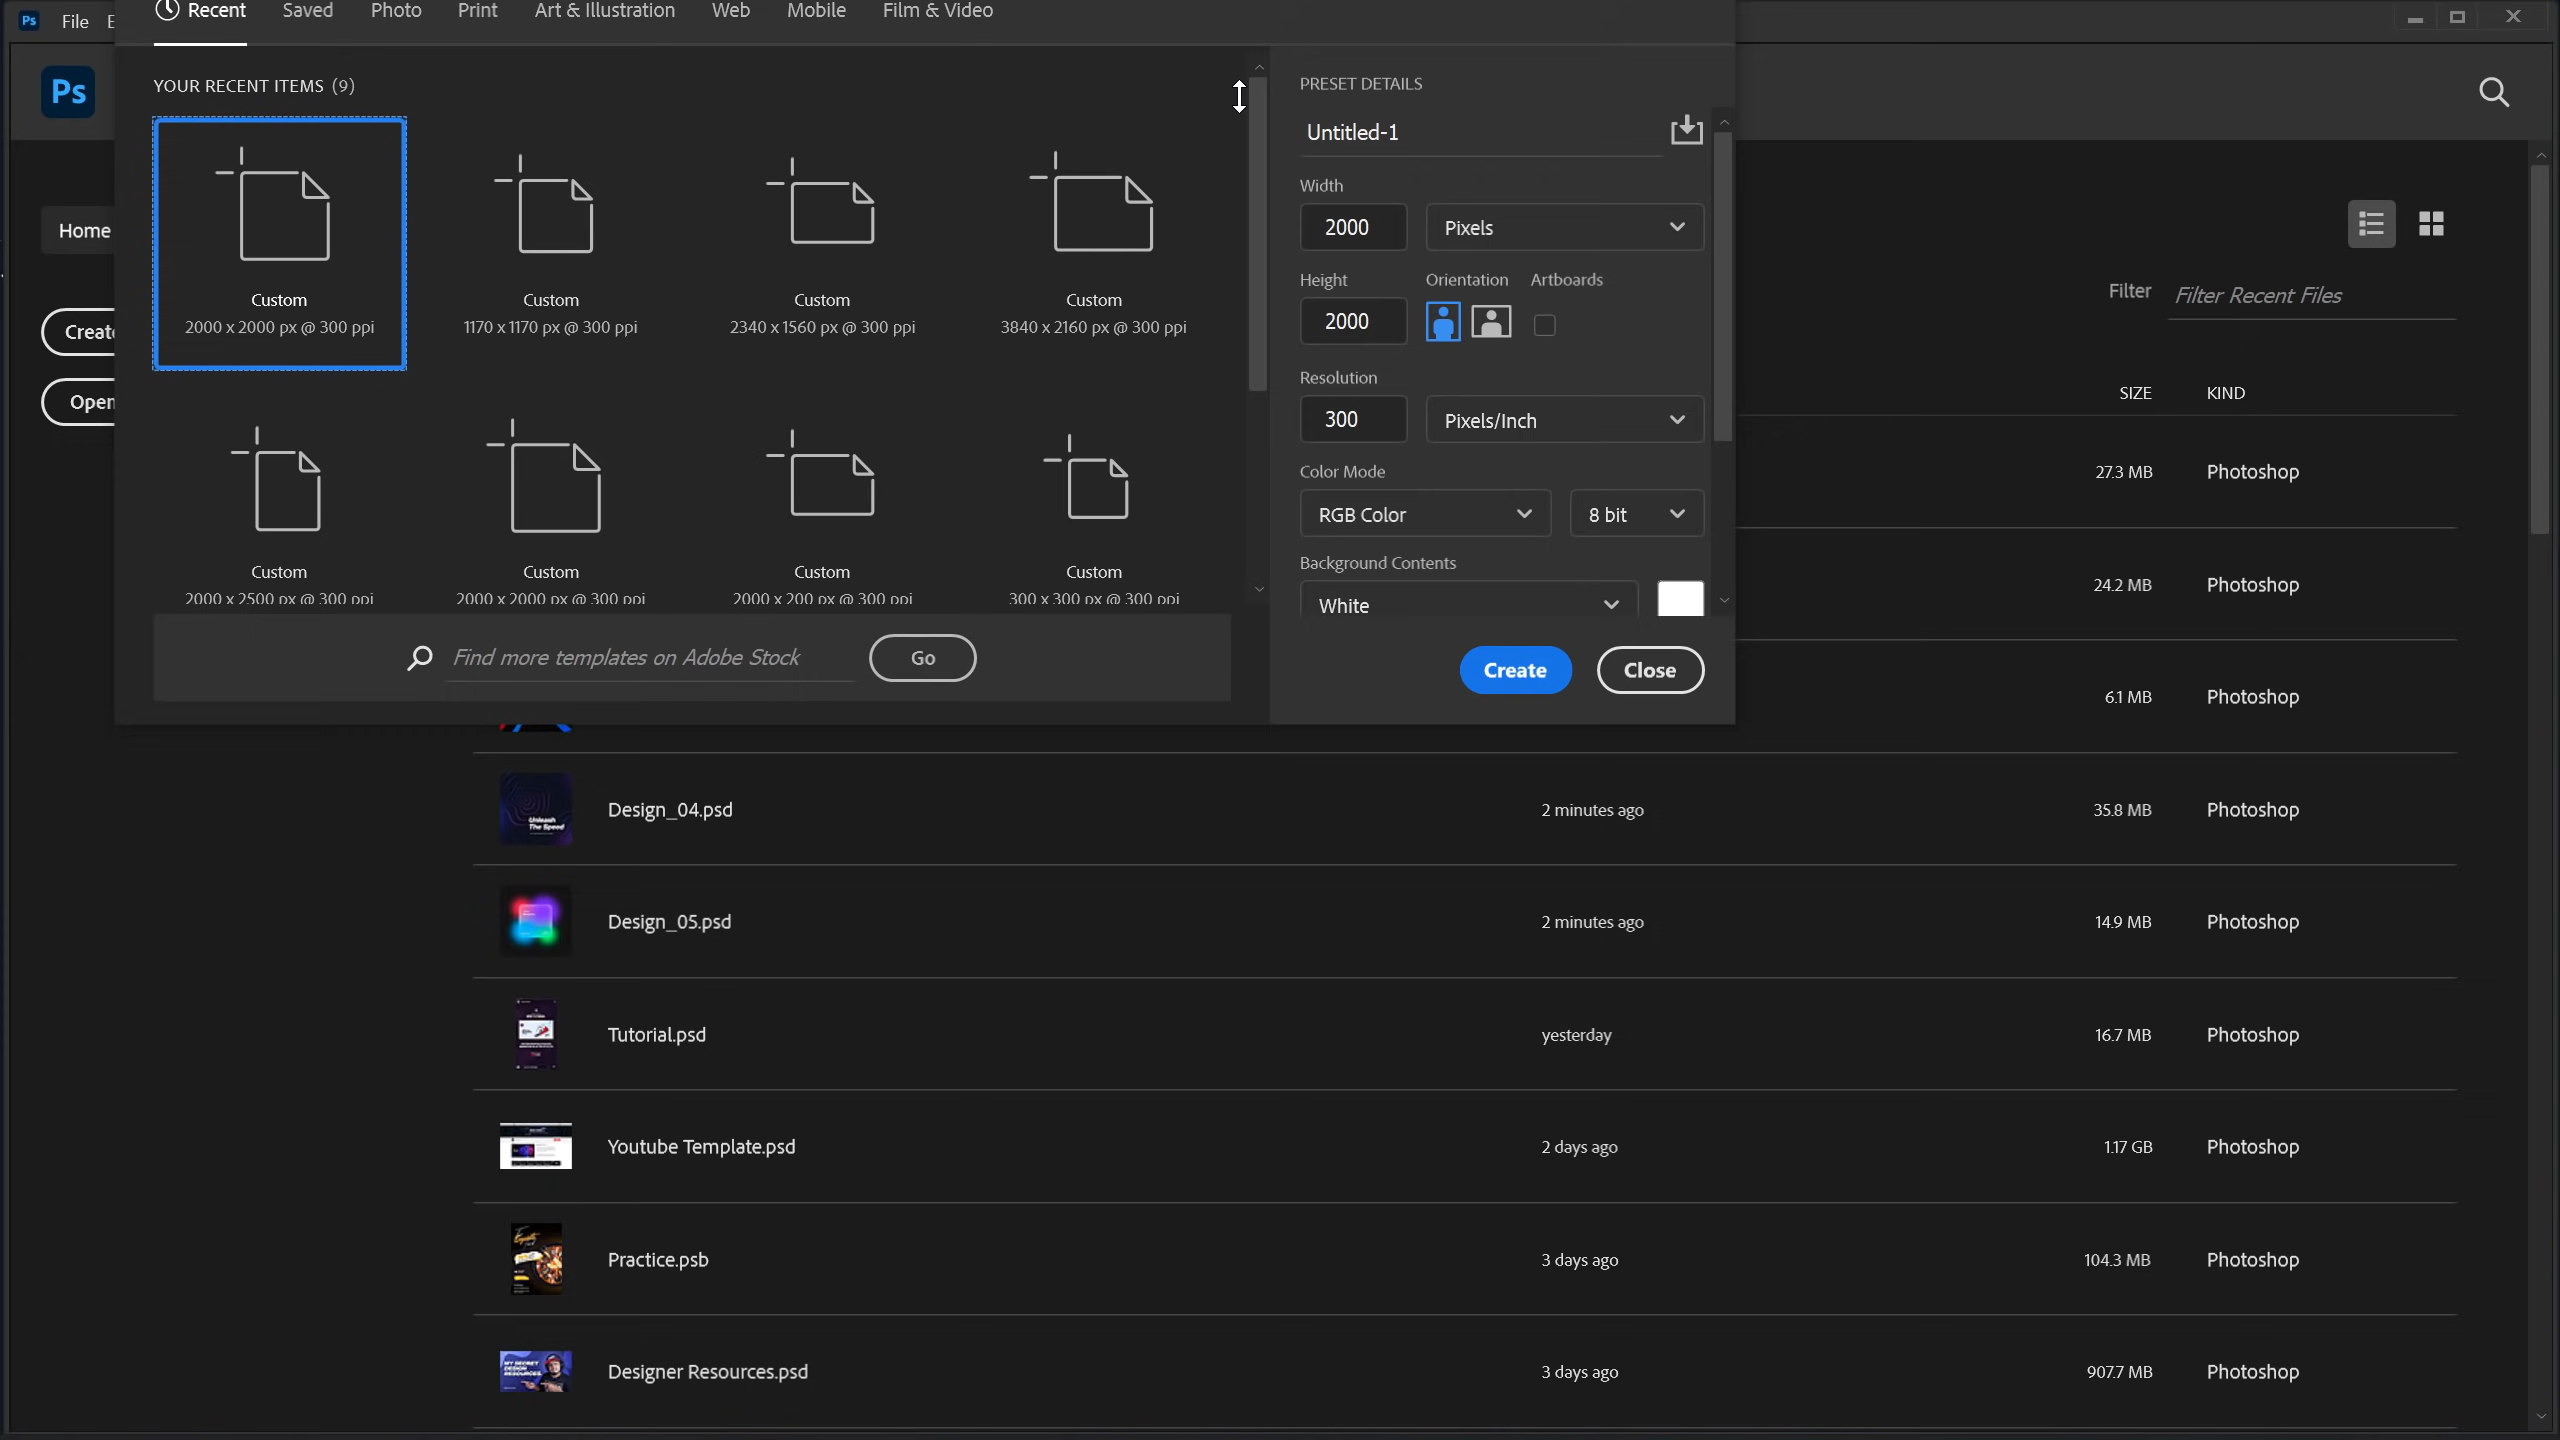 Ps File
Recent Saved Photo Print Art & Illustration Web Mobile Film & Video
Ps
YOUR RECENT ITEMS (9)
Custom
2000 x 2000 px @ 300 ppi
Custom
1170 x 1170 px @ 300 ppi
Custom
2340 x 1560 px @ 300 ppi
Custom
3840 x 2160 px @ 300 ppi
Custom
2000 x 2500 px @ 300 ppi
Custom
2000 x 2000 px @ 300 ppi
Custom
2000 x 200 px @ 300 ppi
Custom
300 x 300 px @ 300 ppi
Find more templates on Adobe Stock Go
PRESET DETAILS
Untitled-1
Width
2000 Pixels
Height Orientation Artboards
2000
Resolution
300 Pixels/Inch
Color Mode
RGB Color 8 bit
Background Contents
White
Create Close
Home
Create
Open
Filter Filter Recent Files
SIZE KIND
27.3 MB Photoshop
24.2 MB Photoshop
6.1 MB Photoshop
Unleash
The Speed
Design_04.psd 2 minutes ago 35.8 MB Photoshop
Design_05.psd 2 minutes ago 14.9 MB Photoshop
Tutorial.psd yesterday 16.7 MB Photoshop
Youtube Template.psd 2 days ago 1.17 GB Photoshop
Practice.psb 3 days ago 104.3 MB Photoshop
MY SECRET
DESIGN
RESOURCES
Designer Resources.psd 3 days ago 907.7 MB Photoshop